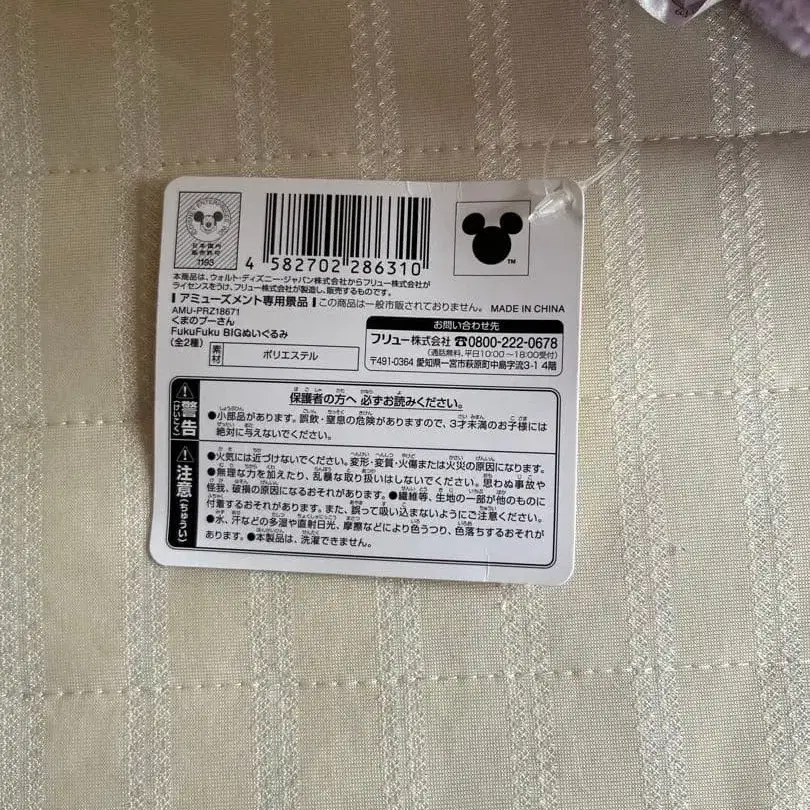 日本国内
販売許可
1193
4 582702 286310
TM
本商品は、ウォルト・ディズニー・ジャパン株式会社からフリュー株式会社が
ライセンスをうけ、フリュー株式会社が製造し、販売するものです。
アミューズメント専用景品 この商品は一般市販されておりません。 MADE IN CHINA
AMU-PRZ18671
くまのプーさん
FukuFuku BIGぬいぐるみ
(全2種)
素材 ポリエステル
お問い合わせ先
フリュー株式会社 ☎0800-222-0678
(通話無料、平日10:00~18:00受付)
〒491-0364 愛知県一宮市萩原町中島字流3-1 4階
警告(けいこく)
保護者の方へ 必ずお読みください。
●小部品があります。誤飲・窒息の危険がありますので、3才未満のお子様には
絶対に与えないでください。
注意(ちゅうい)
●火気には近づけないでください。変形・変質・火傷または火災の原因になります。
●無理な力を加えたり、乱暴な取り扱いはしないでください。思わぬ事故や
怪我、破損の原因になるおそれがあります。●繊維等、生地の一部が他のものに
付着するおそれがあります。また、誤って吸い込まないようにご注意ください。
●水、汗などの多湿や直射日光、摩擦などにより色うつり、色落ちするおそれが
あります。●本製品は、洗濯できません。